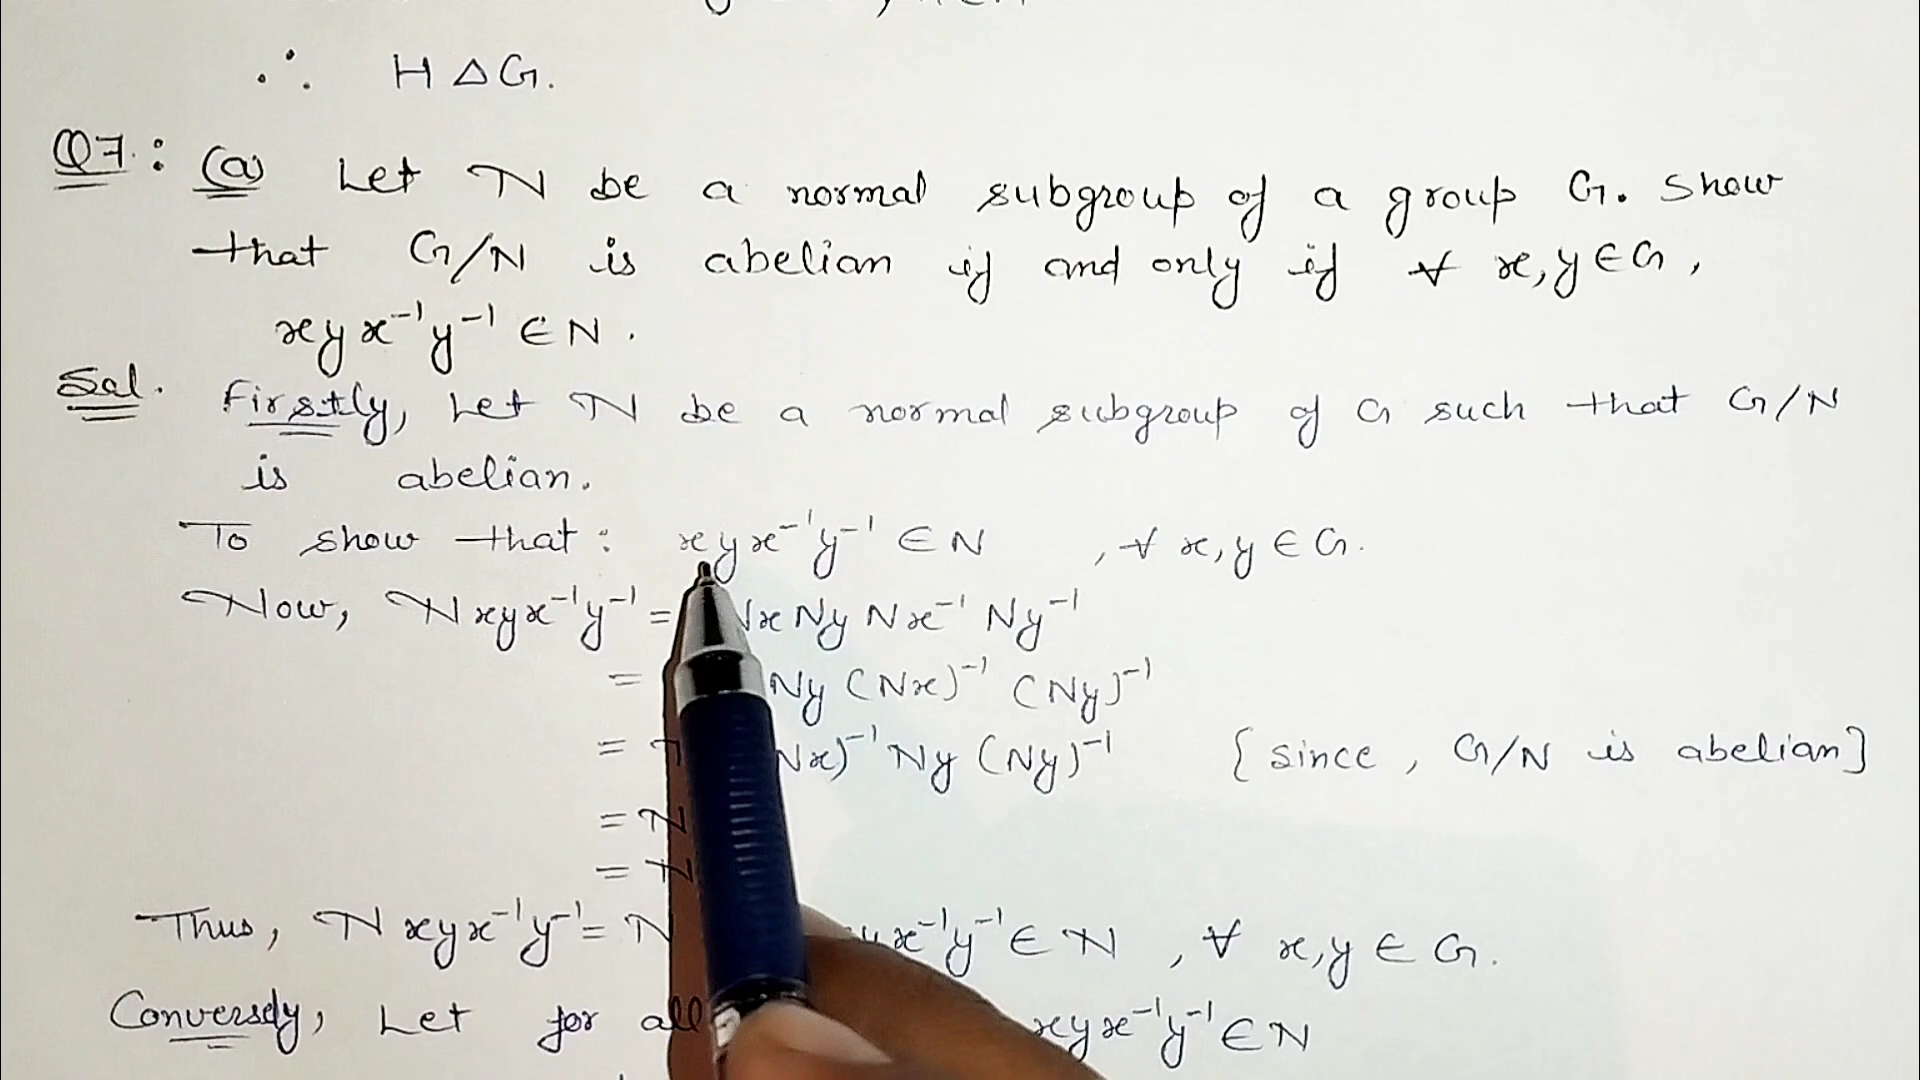 ∴ H Δ G.
Q7: (a) Let N be a normal subgroup of a group G. Show
that G/N is abelian if and only if ∀ x, y ∈ G,
xyx⁻¹y⁻¹ ∈ N.
Sol. Firstly, Let N be a normal subgroup of G such that G/N
is abelian.
To show that: xyx⁻¹y⁻¹ ∈ N , ∀ x, y ∈ G.
Now, Nxyx⁻¹y⁻¹ = Nx Ny Nx⁻¹ Ny⁻¹
= Ny (Nx)⁻¹ (Ny)⁻¹
= Nx)⁻¹ Ny (Ny)⁻¹ {since, G/N is abelian]
= N
= N
Thus, Nxyx⁻¹y⁻¹ = N yx⁻¹y⁻¹ ∈ N , ∀ x, y ∈ G.
Conversely, Let for all xyx⁻¹y⁻¹ ∈ N